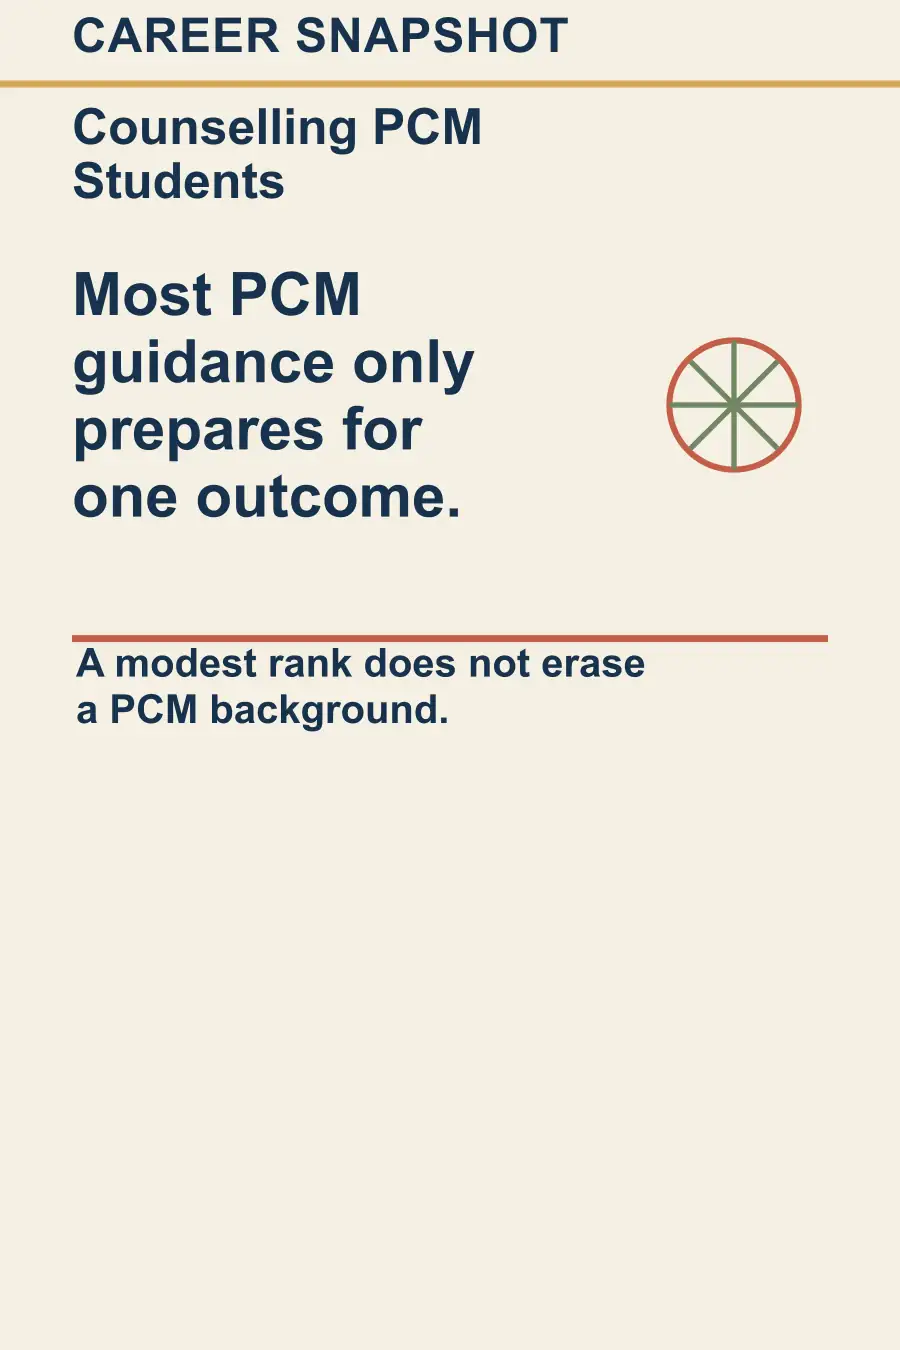 CAREER SNAPSHOT
Counselling PCM
Students
Most PCM
guidance only
prepares for
one outcome.
A modest rank does not erase
a PCM background.